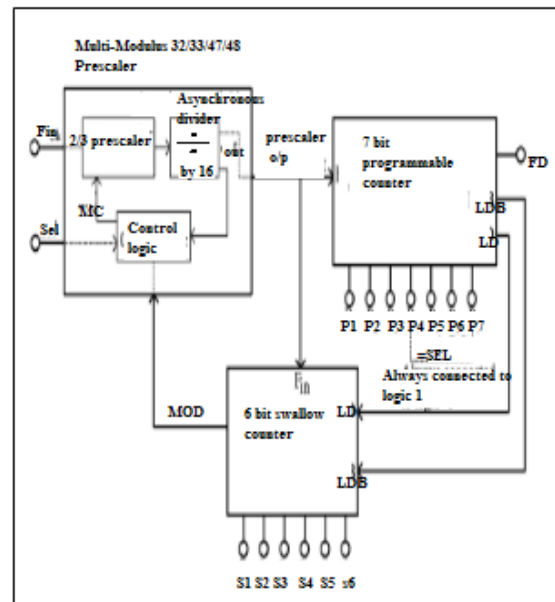 Multi-Modulus 32/33/47/48
Prescaler
Asynchronous
divider
Fin
2/3 prescaler
out
by 16
prescaler
o/p
7 bit
programmable
counter
FD
MC
LDB
LD
Sel
Control
logic
P1 P2 P3 P4 P5 P6 P7
=SEL
Always connected to
logic 1
Fin
MOD
6 bit swallow
counter
LD
LDB
S1 S2 S3 S4 S5 s6